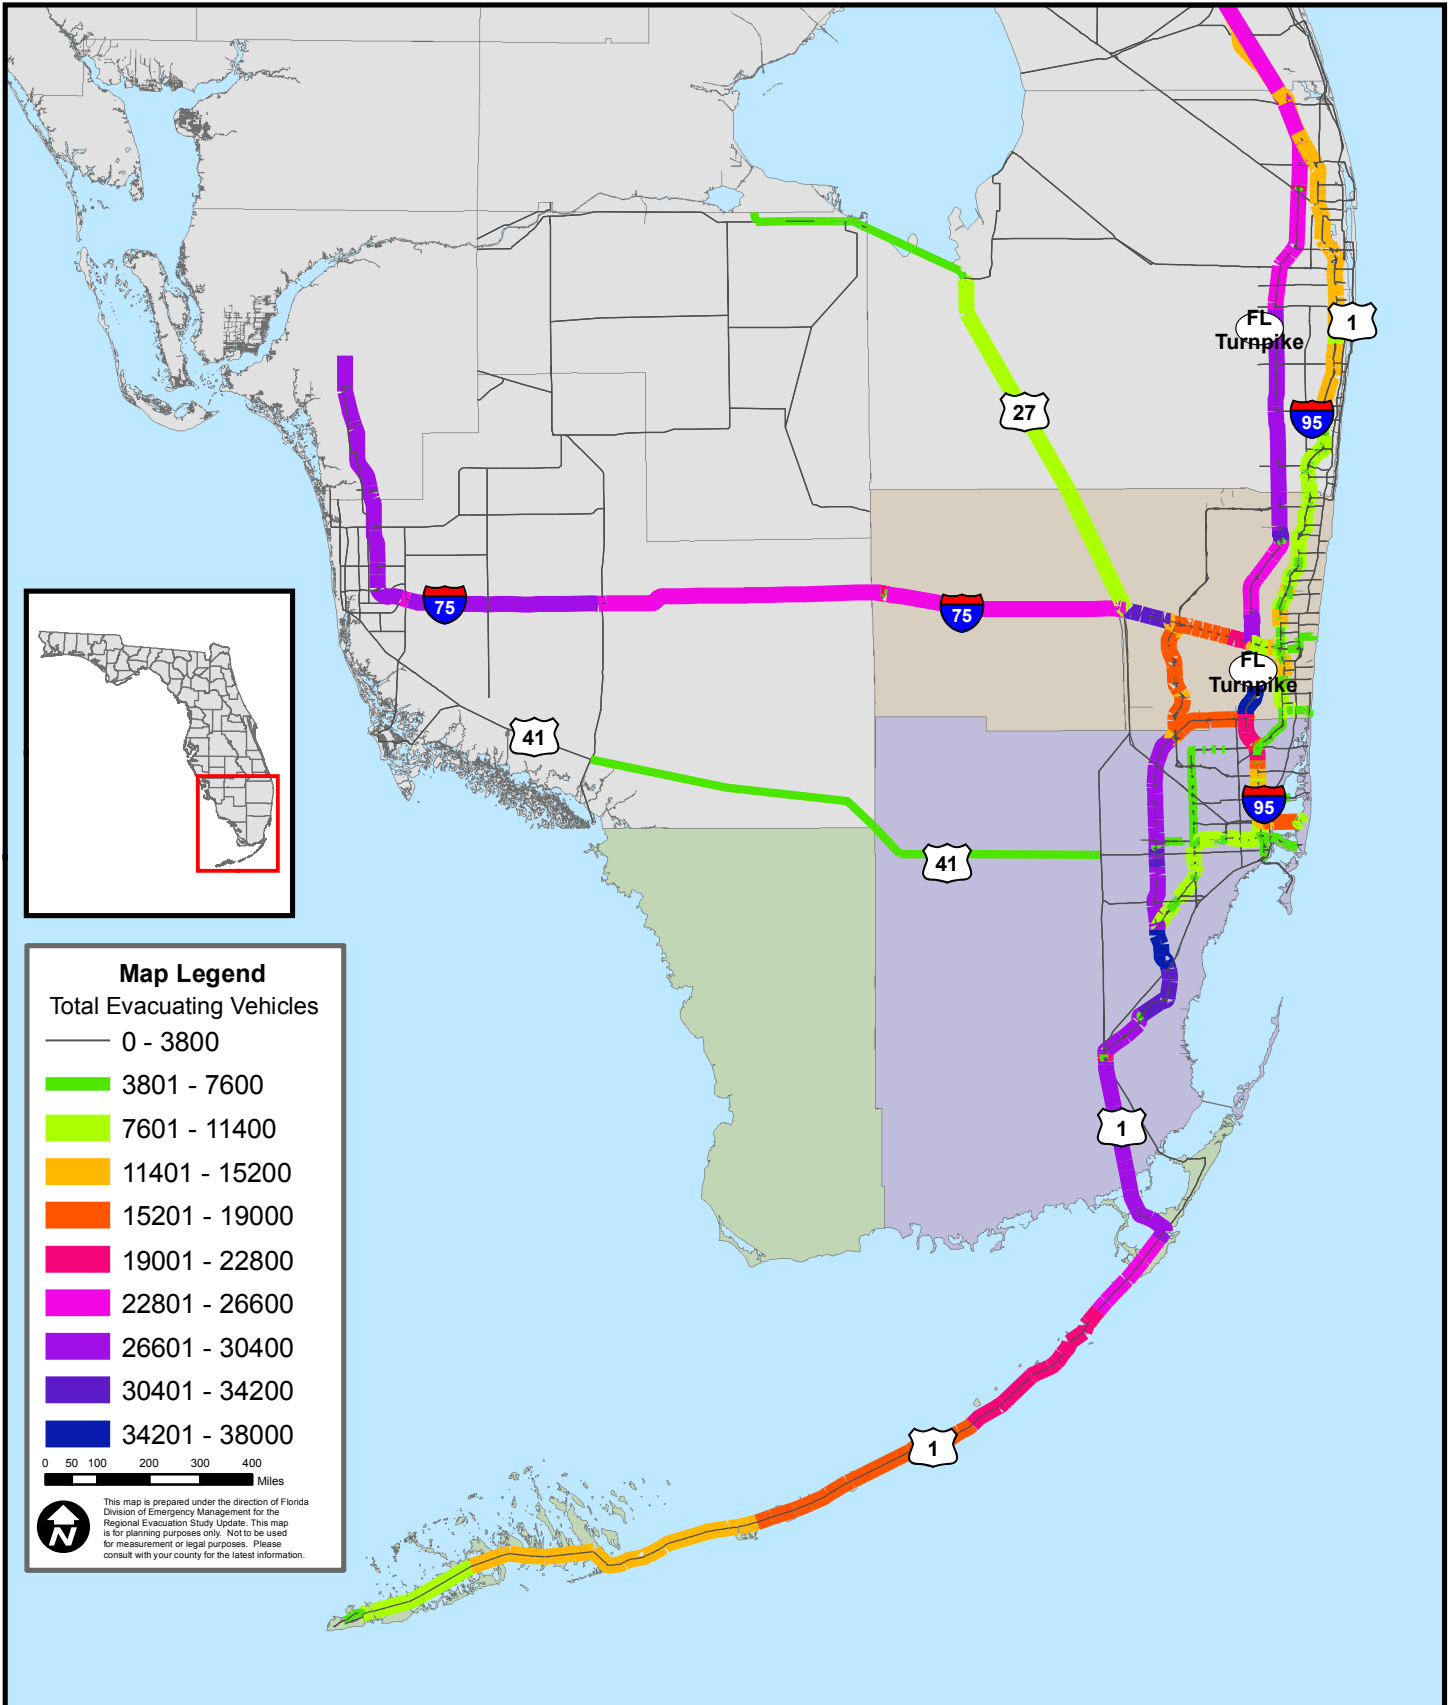 FL
Turnpike
1
95
27
75
75
FL
Turnpike
41
95
41
1
1
Map Legend
Total Evacuating Vehicles
0 - 3800
3801 - 7600
7601 - 11400
11401 - 15200
15201 - 19000
19001 - 22800
22801 - 26600
26601 - 30400
30401 - 34200
34201 - 38000
0 50 100 200 300 400
Miles
N
This map is prepared under the direction of Florida
Division of Emergency Management for the
Regional Evacuation Study Update. This map
is for planning purposes only. Not to be used
for measurement or legal purposes. Please
consult with your county for the latest information.